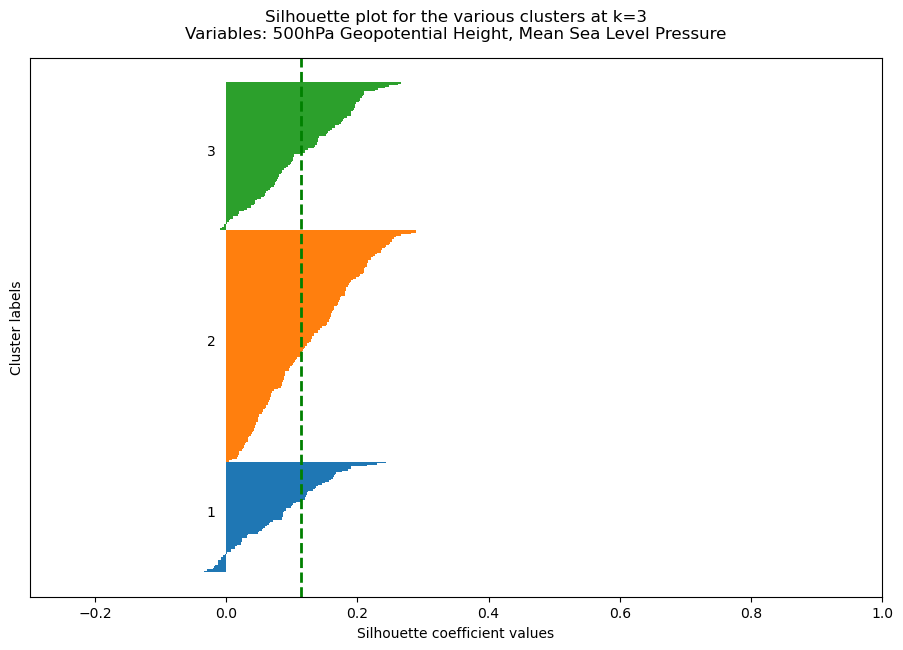 Silhouette plot for the various clusters at k=3
Variables: 500hPa Geopotential Height, Mean Sea Level Pressure
Cluster labels
3
2
1
−0.2 0.0 0.2 0.4 0.6 0.8 1.0
Silhouette coefficient values